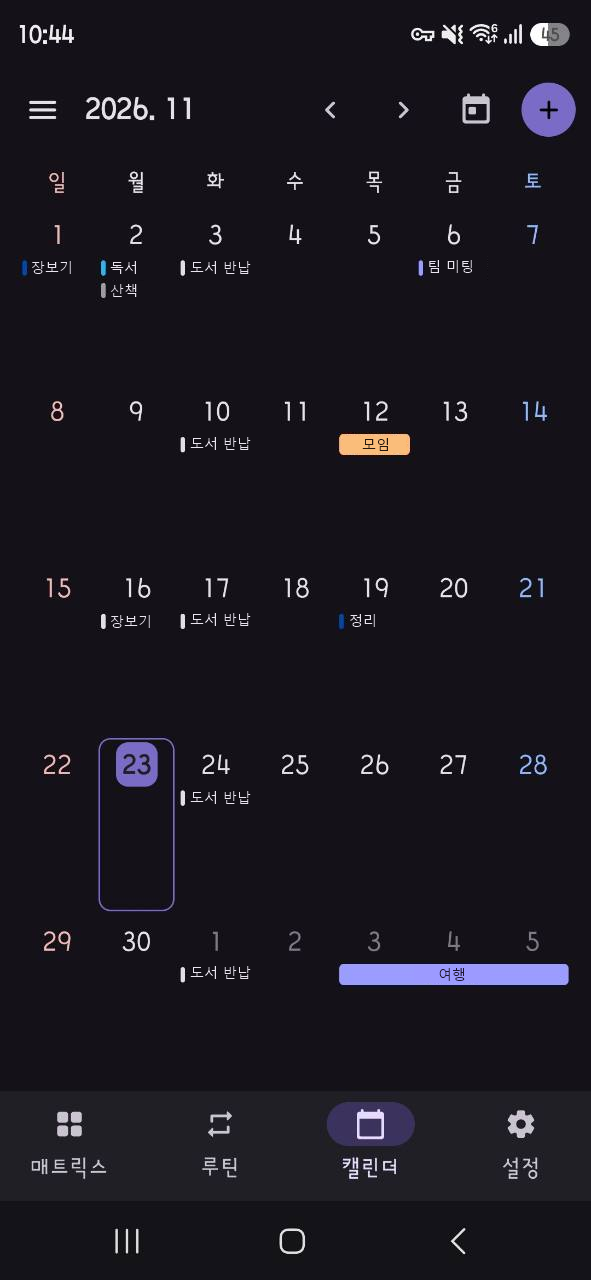 10:44 6 45
2026. 11
일 월 화 수 목 금 토
1 2 3 4 5 6 7
장보기 독서 도서 반납 팀 미팅
산책
8 9 10 11 12 13 14
도서 반납 모임
15 16 17 18 19 20 21
장보기 도서 반납 정리
22 23 24 25 26 27 28
도서 반납
29 30 1 2 3 4 5
도서 반납 여행
매트릭스 루틴 캘린더 설정